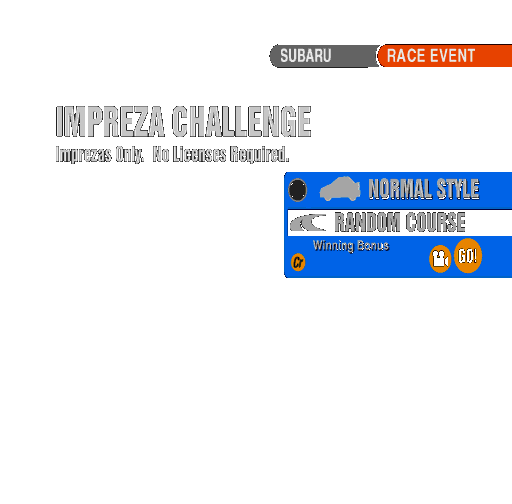 SUBARU RACE EVENT
IMPREZA CHALLENGE
Imprezas Only. No Licenses Required.
NORMAL STYLE
RANDOM COURSE
Winning Bonus
Cr GO!